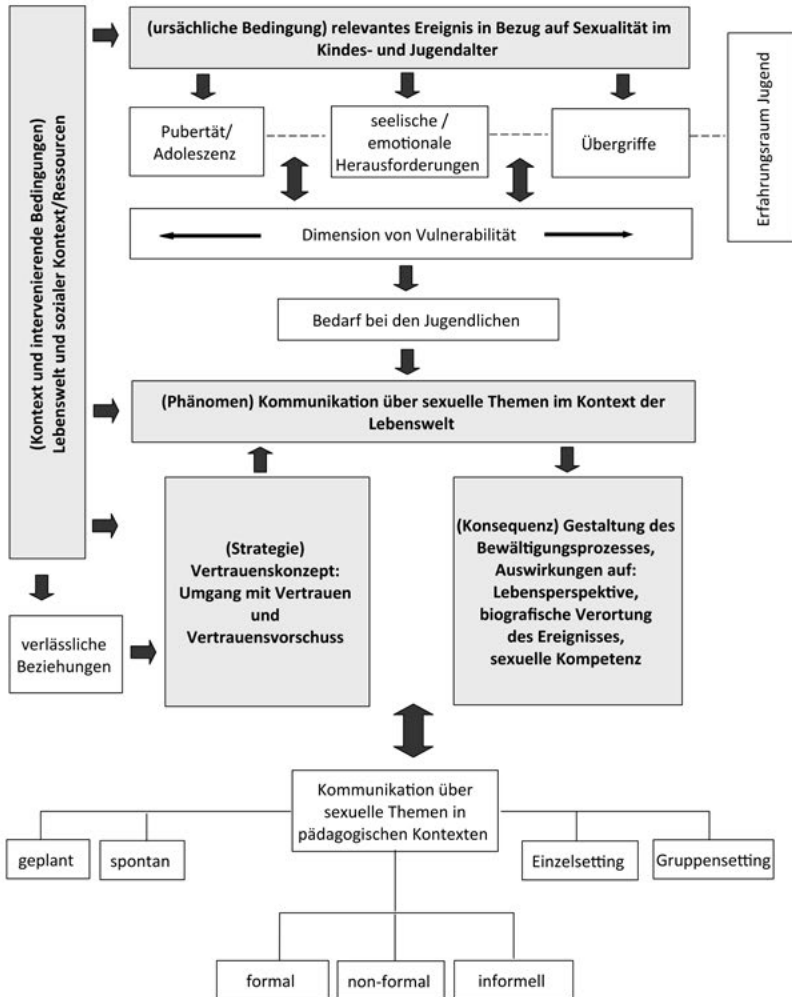 (ursächliche Bedingung) relevantes Ereignis in Bezug auf Sexualität im
Kindes- und Jugendalter
(Kontext und intervenierende Bedingungen)
Lebenswelt und sozialer Kontext/Ressourcen
Pubertät/
Adoleszenz
seelische /
emotionale
Herausforderungen
Übergriffe
Erfahrungsraum Jugend
Dimension von Vulnerabilität
Bedarf bei den Jugendlichen
(Phänomen) Kommunikation über sexuelle Themen im Kontext der
Lebenswelt
(Strategie)
Vertrauenskonzept:
Umgang mit Vertrauen
und
Vertrauensvorschuss
(Konsequenz) Gestaltung des
Bewältigungsprozesses,
Auswirkungen auf:
Lebensperspektive,
biografische Verortung
des Ereignisses,
sexuelle Kompetenz
verlässliche
Beziehungen
Kommunikation über
sexuelle Themen in
pädagogischen Kontexten
geplant
spontan
Einzelsetting
Gruppensetting
formal
non-formal
informell